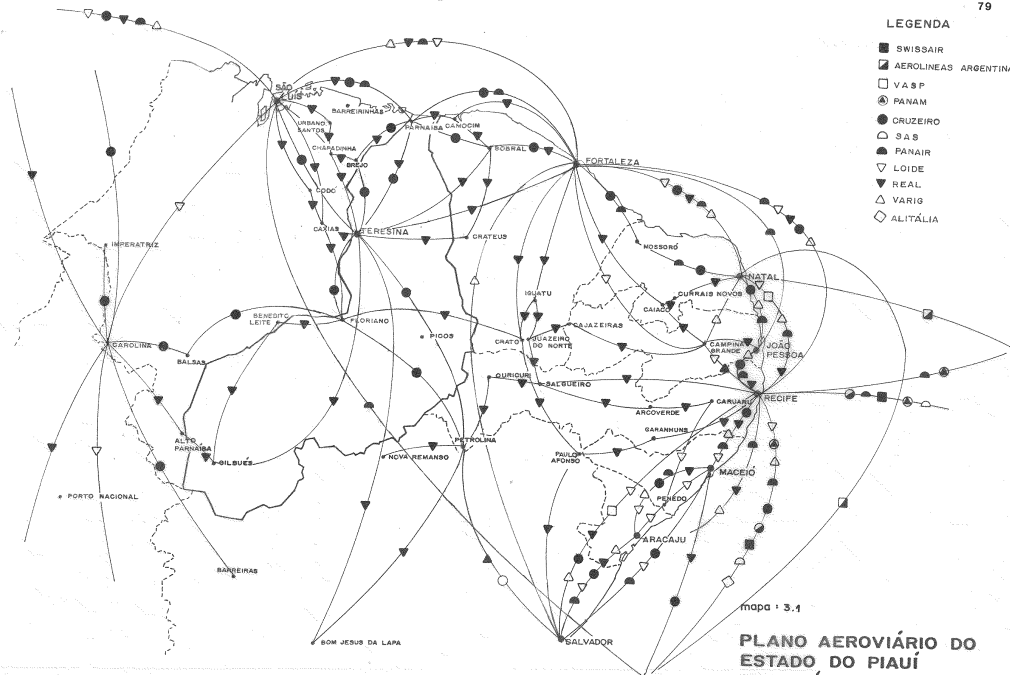 79
LEGENDA
SWISSAIR
AEROLINEAS ARGENTINA
VASP
PANAM
CRUZEIRO
SAS
PANAIR
LOIDE
REAL
VARIG
ALITÁLIA
SÃO
LUIS
BARREIRINHAS
URBANO
SANTOS
PARNAIBA
CAMOCIM
CHAPADINHA
BREJO
SOBRAL
FORTALEZA
CODÓ
CAXIAS
TERESINA
CRATEUS
IMPERATRIZ
MOSSORÓ
NATAL
IGUATU
CURRAIS NOVOS
CAIACÓ
BENEDITO
LEITE
FLORIANO
CAJAZEIRAS
PICOS
CRATO
JUAZEIRO
DO NORTE
CAMPINA
GRANDE
JOÃO
PESSOA
CAROLINA
BALSAS
OURICURI
SALGUEIRO
RECIFE
ARCOVERDE
CARUARU
GARANHUNS
ALTO
PARNAIBA
GILBUÉS
PETROLINA
NOVA REMANSO
PAULO
AFONSO
MACEIÓ
PORTO NACIONAL
PENEDO
ARACAJU
BARREIRAS
BOM JESUS DA LAPA
SALVADOR
mapa : 3.1
PLANO AEROVIÁRIO DO
ESTADO DO PIAUÍ